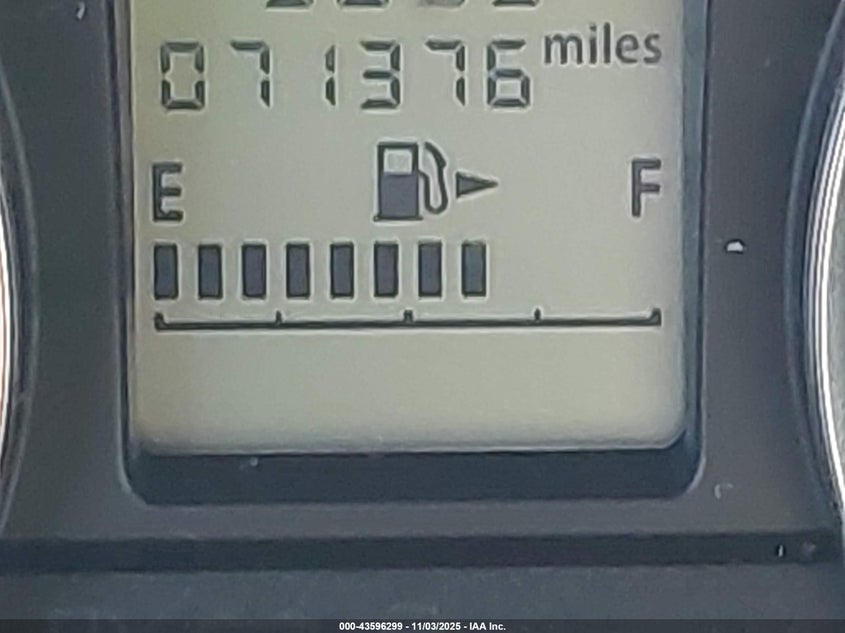 071376 miles
E F
000-43596299 - 11/03/2025 - IAA Inc.